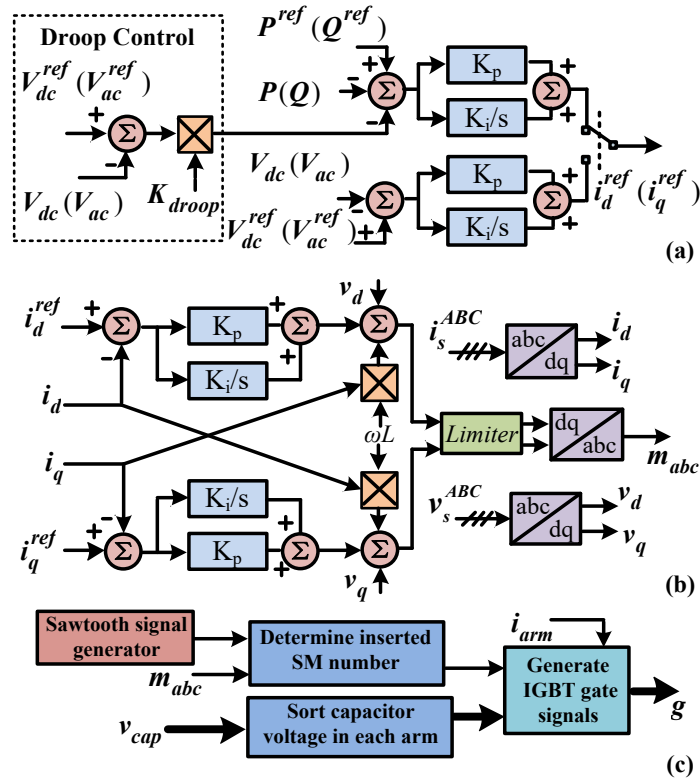 Droop Control
V_dc^ref (V_ac^ref)
+
Σ
-
V_dc (V_ac)
K_droop
P^ref (Q^ref)
+
-
P(Q)
-
Σ
K_p
K_i/s
+
Σ
+
V_dc (V_ac)
-
V_dc^ref (V_ac^ref)
+
Σ
K_p
K_i/s
+
Σ
+
i_d^ref (i_q^ref)
(a)
i_d^ref
+
Σ
-
K_p
K_i/s
+
Σ
+
v_d
Σ
i_d
i_q
ωL
i_q^ref
-
+
Σ
K_i/s
K_p
+
Σ
+
Σ
v_q
Limiter
dq
abc
m_abc
i_s^ABC
abc
dq
i_d
i_q
v_s^ABC
abc
dq
v_d
v_q
(b)
Sawtooth signal
generator
m_abc
Determine inserted
SM number
v_cap
Sort capacitor
voltage in each arm
i_arm
Generate
IGBT gate
signals
g
(c)